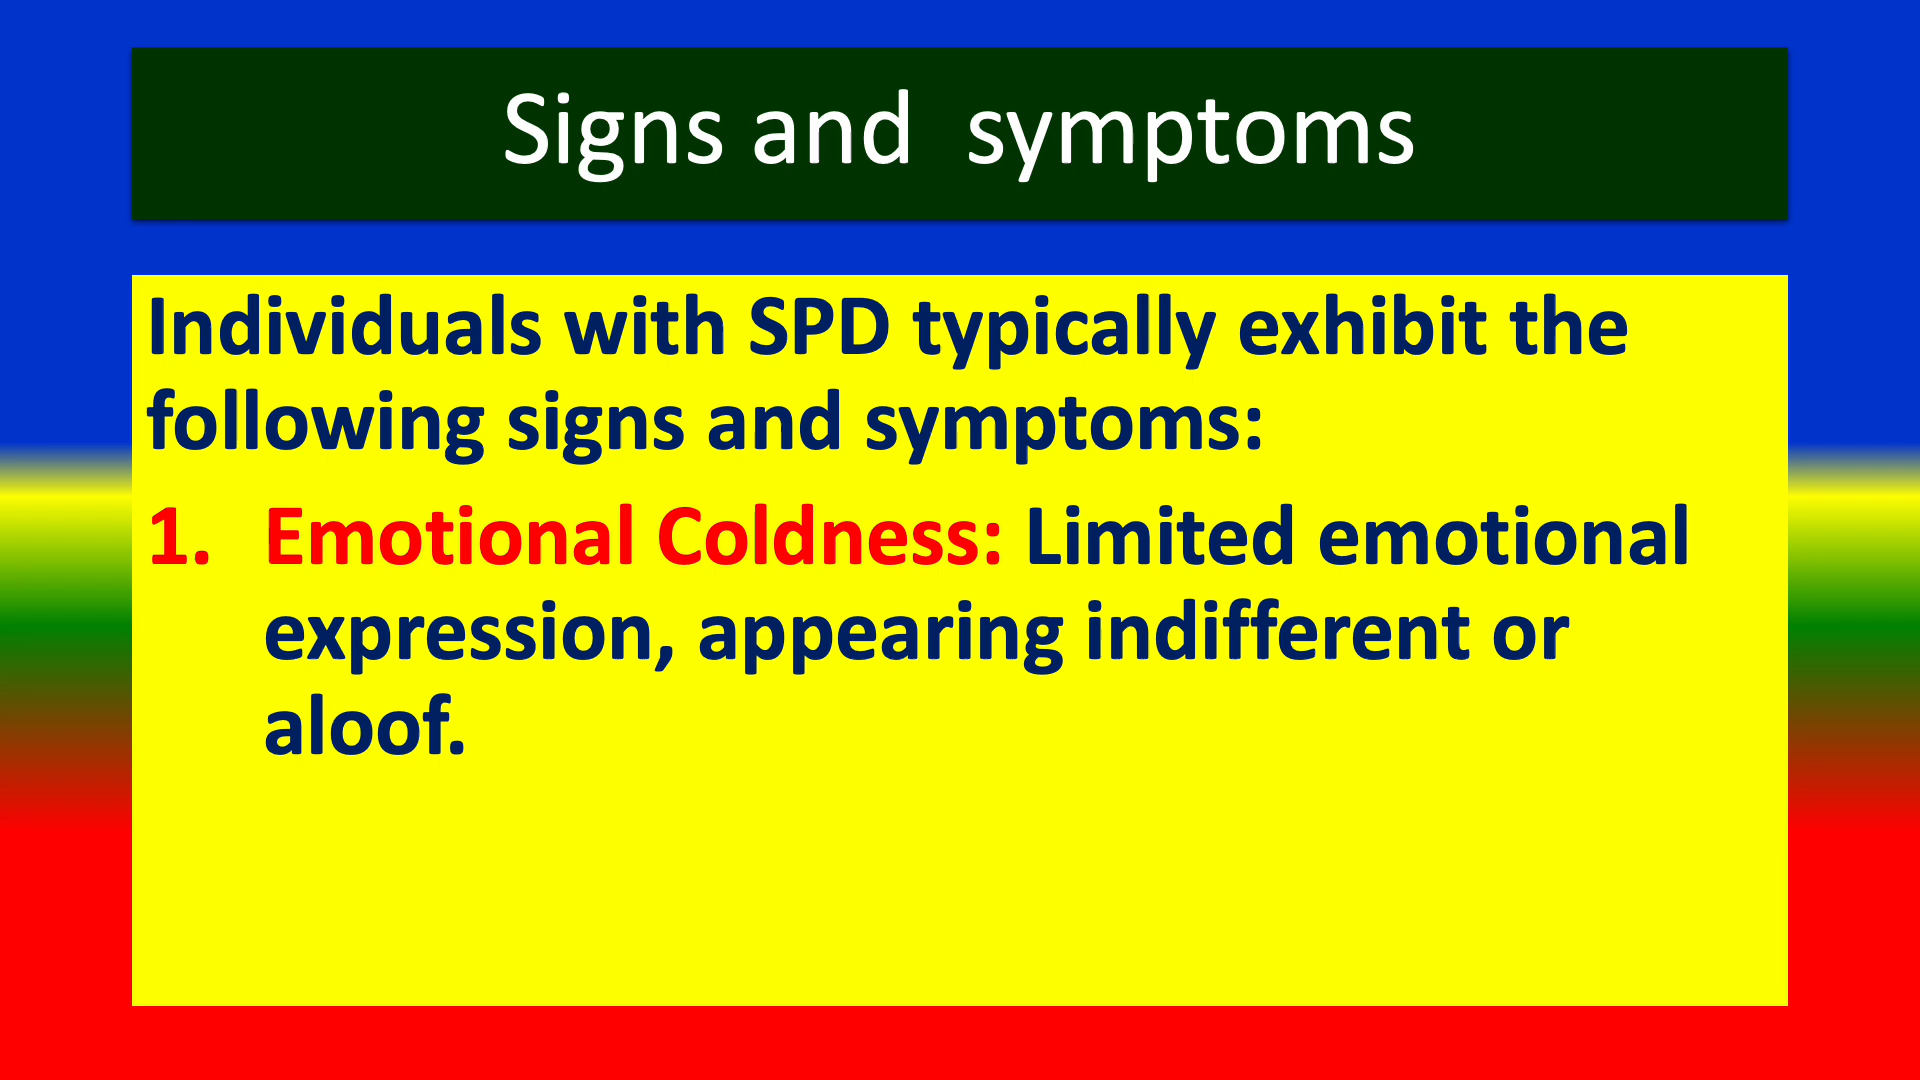 Signs and  symptoms
Individuals with SPD typically exhibit the
following signs and symptoms:
1. Emotional Coldness: Limited emotional
expression, appearing indifferent or
aloof.